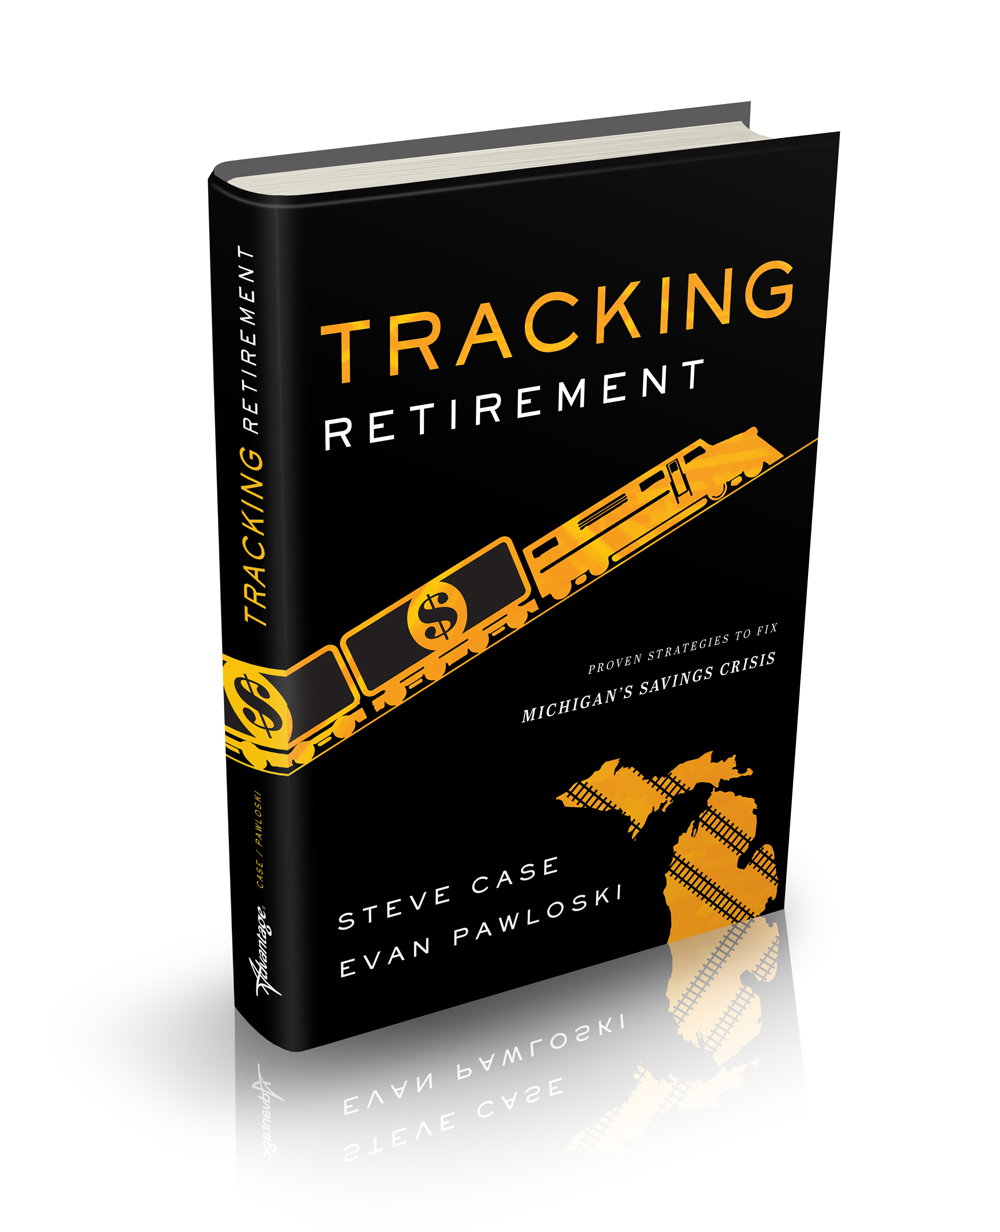 TRACKING
RETIREMENT
$
PROVEN STRATEGIES TO FIX
MICHIGAN'S SAVINGS CRISIS
STEVE CASE
EVAN PAWLOSKI
TRACKING RETIREMENT
$
CASE / PAWLOSKI
Advantage®